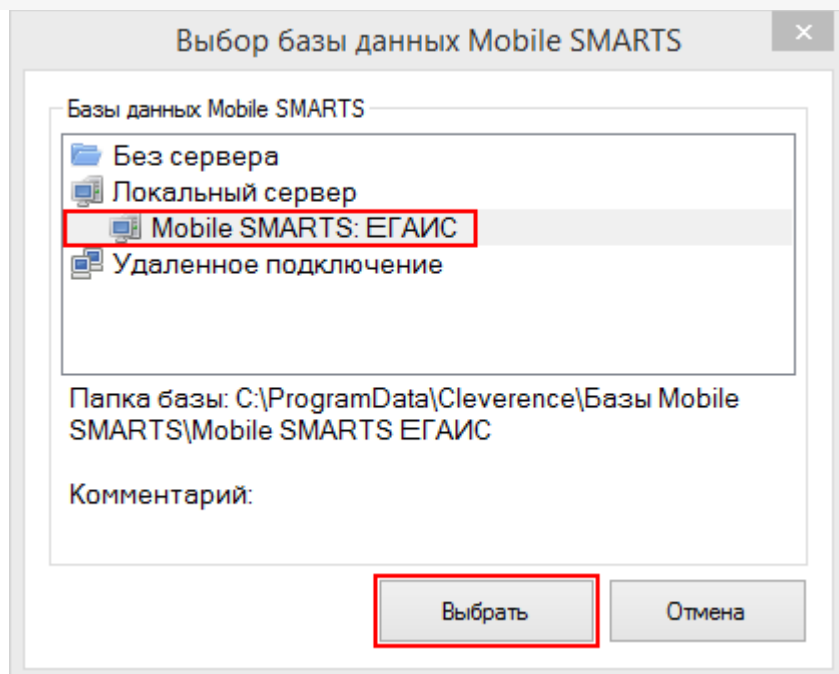 Выбор базы данных Mobile SMARTS
Базы данных Mobile SMARTS
Без сервера
Локальный сервер
Mobile SMARTS: ЕГАИС
Удаленное подключение
Папка базы: C:\ProgramData\Cleverence\Базы Mobile
SMARTS\Mobile SMARTS ЕГАИС
Комментарий:
Выбрать
Отмена